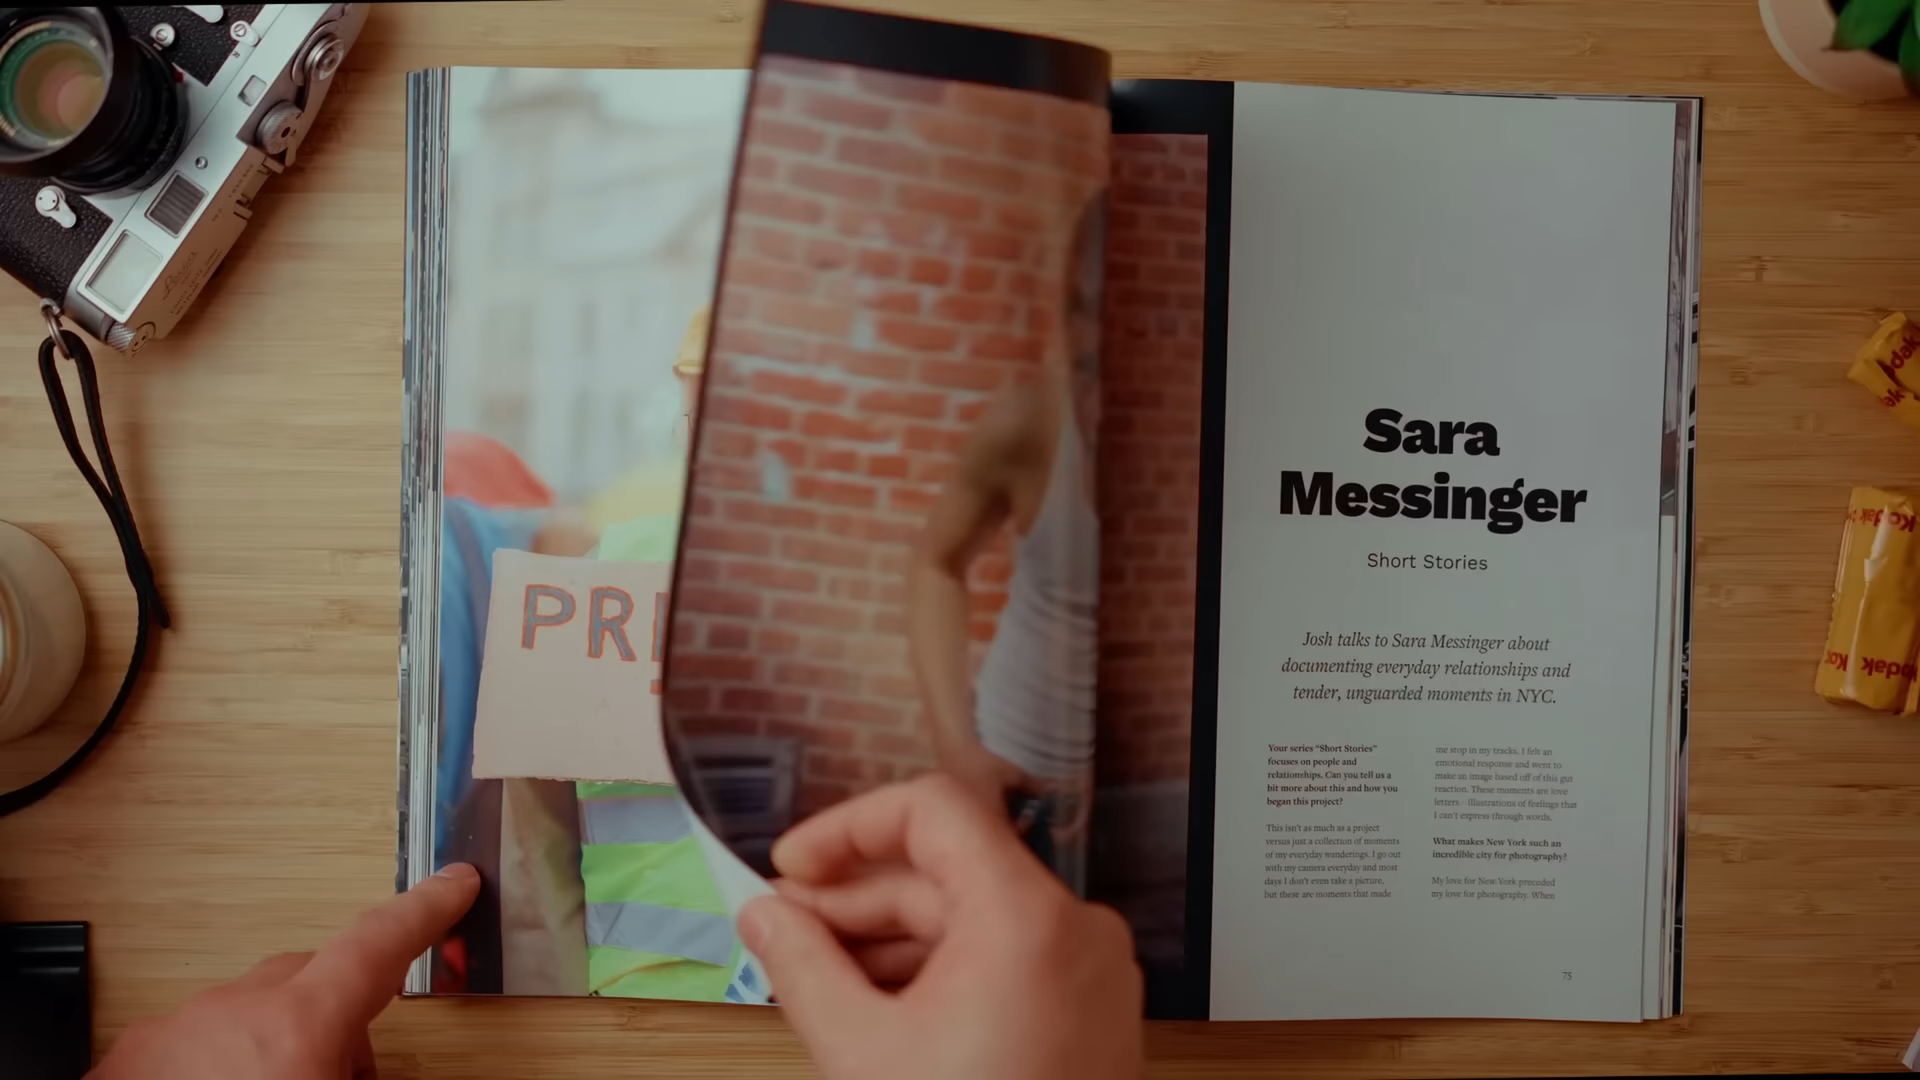 PRI
Sara
Messinger
Short Stories
Josh talks to Sara Messinger about
documenting everyday relationships and
tender, unguarded moments in NYC.
Your series “Short Stories”
focuses on people and
relationships. Can you tell us a
bit more about this and how you
began this project?
This isn't as much as a project
versus just a collection of moments
of my everyday wanderings. I go out
with my camera everyday and most
days I don't even take a picture,
but these are moments that made
me stop in my tracks. I felt an
emotional response and went to
make an image based off of this gut
reaction. These moments are love
letters—illustrations of feelings that
I can't express through words.
What makes New York such an
incredible city for photography?
My love for New York preceded
my love for photography. When
75
Kodak
Kodak